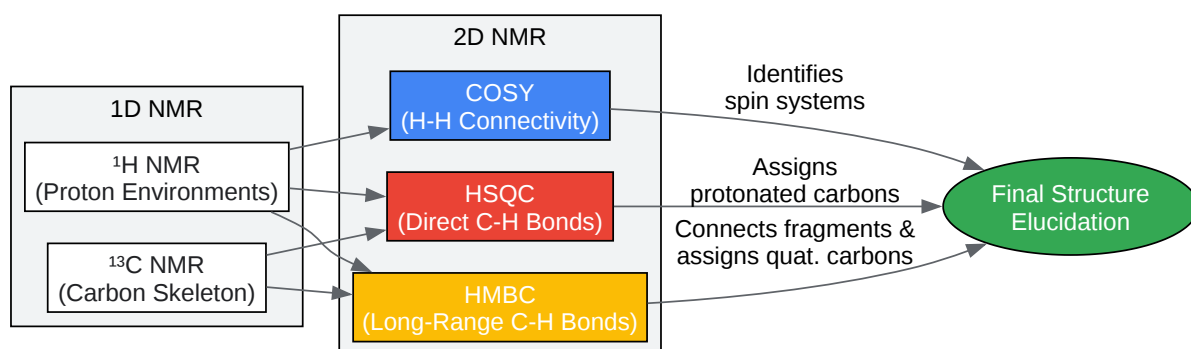 1D NMR
¹H NMR
(Proton Environments)
¹³C NMR
(Carbon Skeleton)
2D NMR
COSY
(H-H Connectivity)
HSQC
(Direct C-H Bonds)
HMBC
(Long-Range C-H Bonds)
Identifies
spin systems
Assigns
protonated carbons
Connects fragments &
assigns quat. carbons
Final Structure
Elucidation